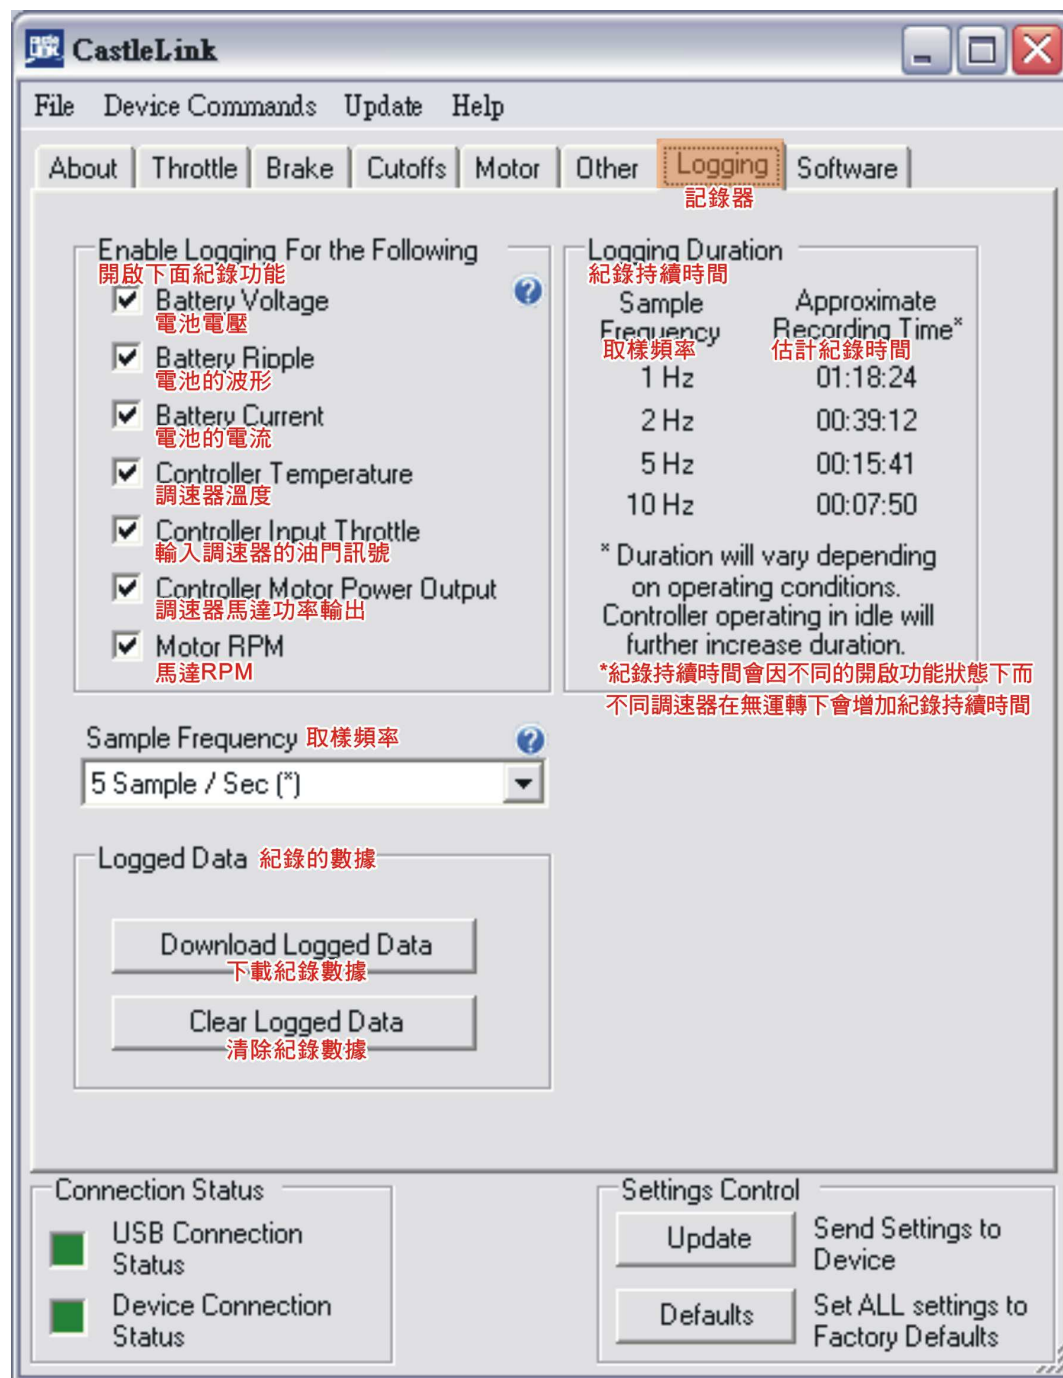 CastleLink
File Device Commands Update Help
About Throttle Brake Cutoffs Motor Other Logging Software
記錄器
Enable Logging For the Following
開啟下面紀錄功能
Battery Voltage
電池電壓
Battery Ripple
電池的波形
Battery Current
電池的電流
Controller Temperature
調速器溫度
Controller Input Throttle
輸入調速器的油門訊號
Controller Motor Power Output
調速器馬達功率輸出
Motor RPM
馬達RPM
Logging Duration
紀錄持續時間
Sample Frequency
取樣頻率
Approximate Recording Time*
估計紀錄時間
1 Hz 01:18:24
2 Hz 00:39:12
5 Hz 00:15:41
10 Hz 00:07:50
* Duration will vary depending
on operating conditions.
Controller operating in idle will
further increase duration.
*紀錄持續時間會因不同的開啟功能狀態下而
不同調速器在無運轉下會增加紀錄持續時間
Sample Frequency 取樣頻率
5 Sample / Sec (*)
Logged Data 紀錄的數據
Download Logged Data
下載紀錄數據
Clear Logged Data
清除紀錄數據
Connection Status
USB Connection
Status
Device Connection
Status
Settings Control
Update
Send Settings to
Device
Defaults
Set ALL settings to
Factory Defaults